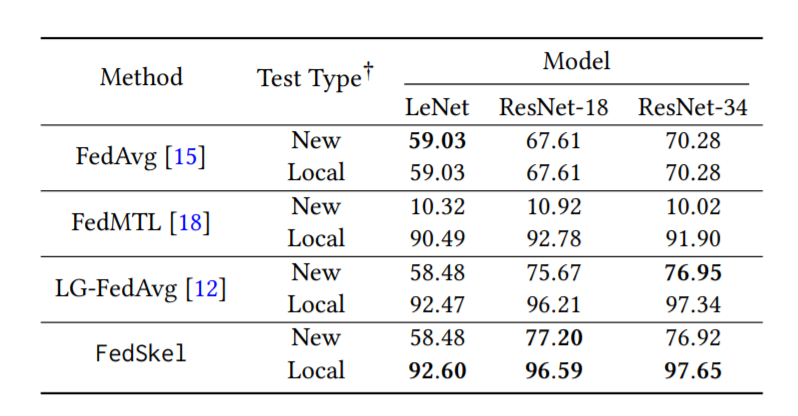 Method Test Type† Model
LeNet ResNet-18 ResNet-34
FedAvg [15] New 59.03 67.61 70.28
Local 59.03 67.61 70.28
FedMTL [18] New 10.32 10.92 10.02
Local 90.49 92.78 91.90
LG-FedAvg [12] New 58.48 75.67 76.95
Local 92.47 96.21 97.34
FedSkel New 58.48 77.20 76.92
Local 92.60 96.59 97.65